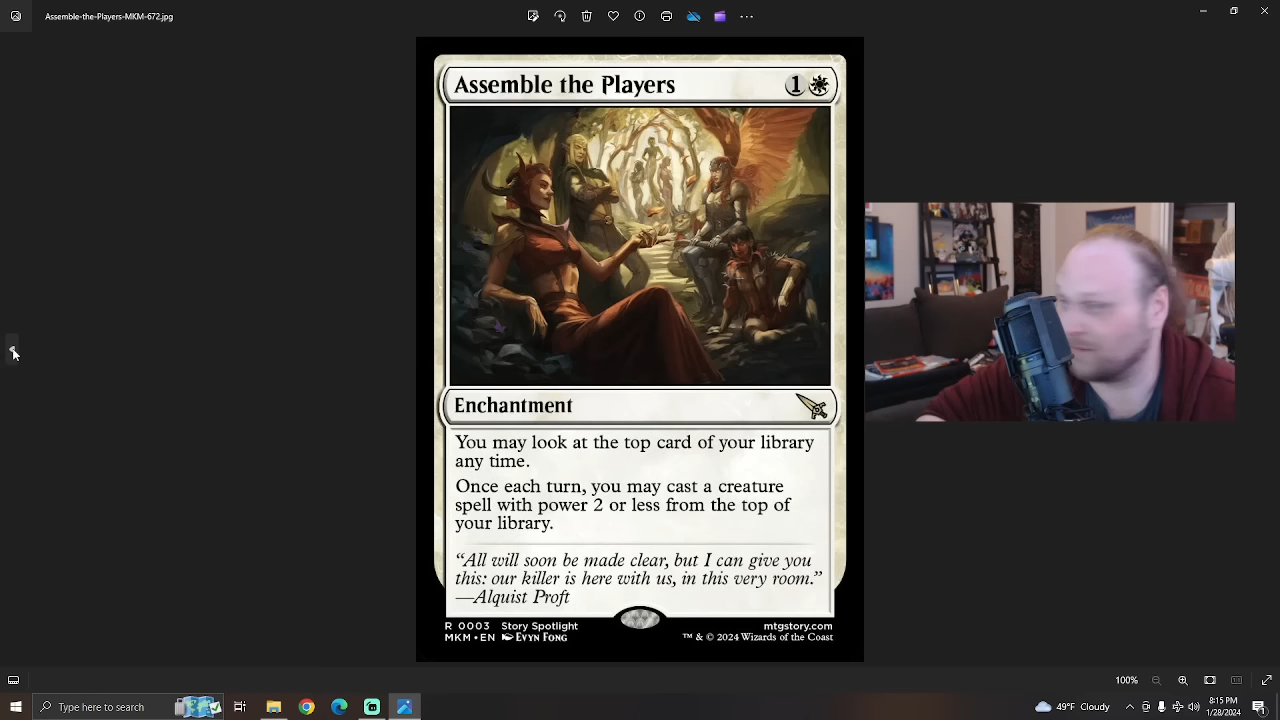 Assemble-the-Players-MKM-672.jpg
Assemble the Players 1
Enchantment
You may look at the top card of your library
any time.
Once each turn, you may cast a creature
spell with power 2 or less from the top of
your library.
“All will soon be made clear, but I can give you
this: our killer is here with us, in this very room.”
—Alquist Proft
R 0003 Story Spotlight mtgstory.com
MKM • EN Evyn Fong ™ & © 2024 Wizards of the Coast
100%
Type here to search
49°F Cloudy
8:15 PM
1/28/2024